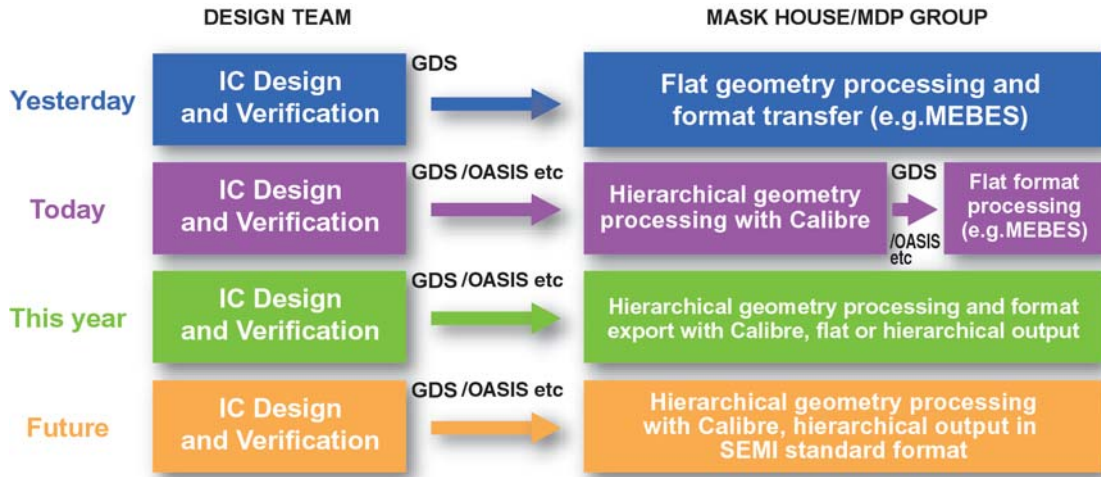 DESIGN TEAM
MASK HOUSE/MDP GROUP
Yesterday
IC Design
and Verification
GDS
Flat geometry processing and
format transfer (e.g.MEBES)
Today
IC Design
and Verification
GDS /OASIS etc
Hierarchical geometry
processing with Calibre
GDS
/OASIS
etc
Flat format
processing
(e.g.MEBES)
This year
IC Design
and Verification
GDS /OASIS etc
Hierarchical geometry processing and format
export with Calibre, flat or hierarchical output
Future
IC Design
and Verification
GDS /OASIS etc
Hierarchical geometry processing
with Calibre, hierarchical output in
SEMI standard format